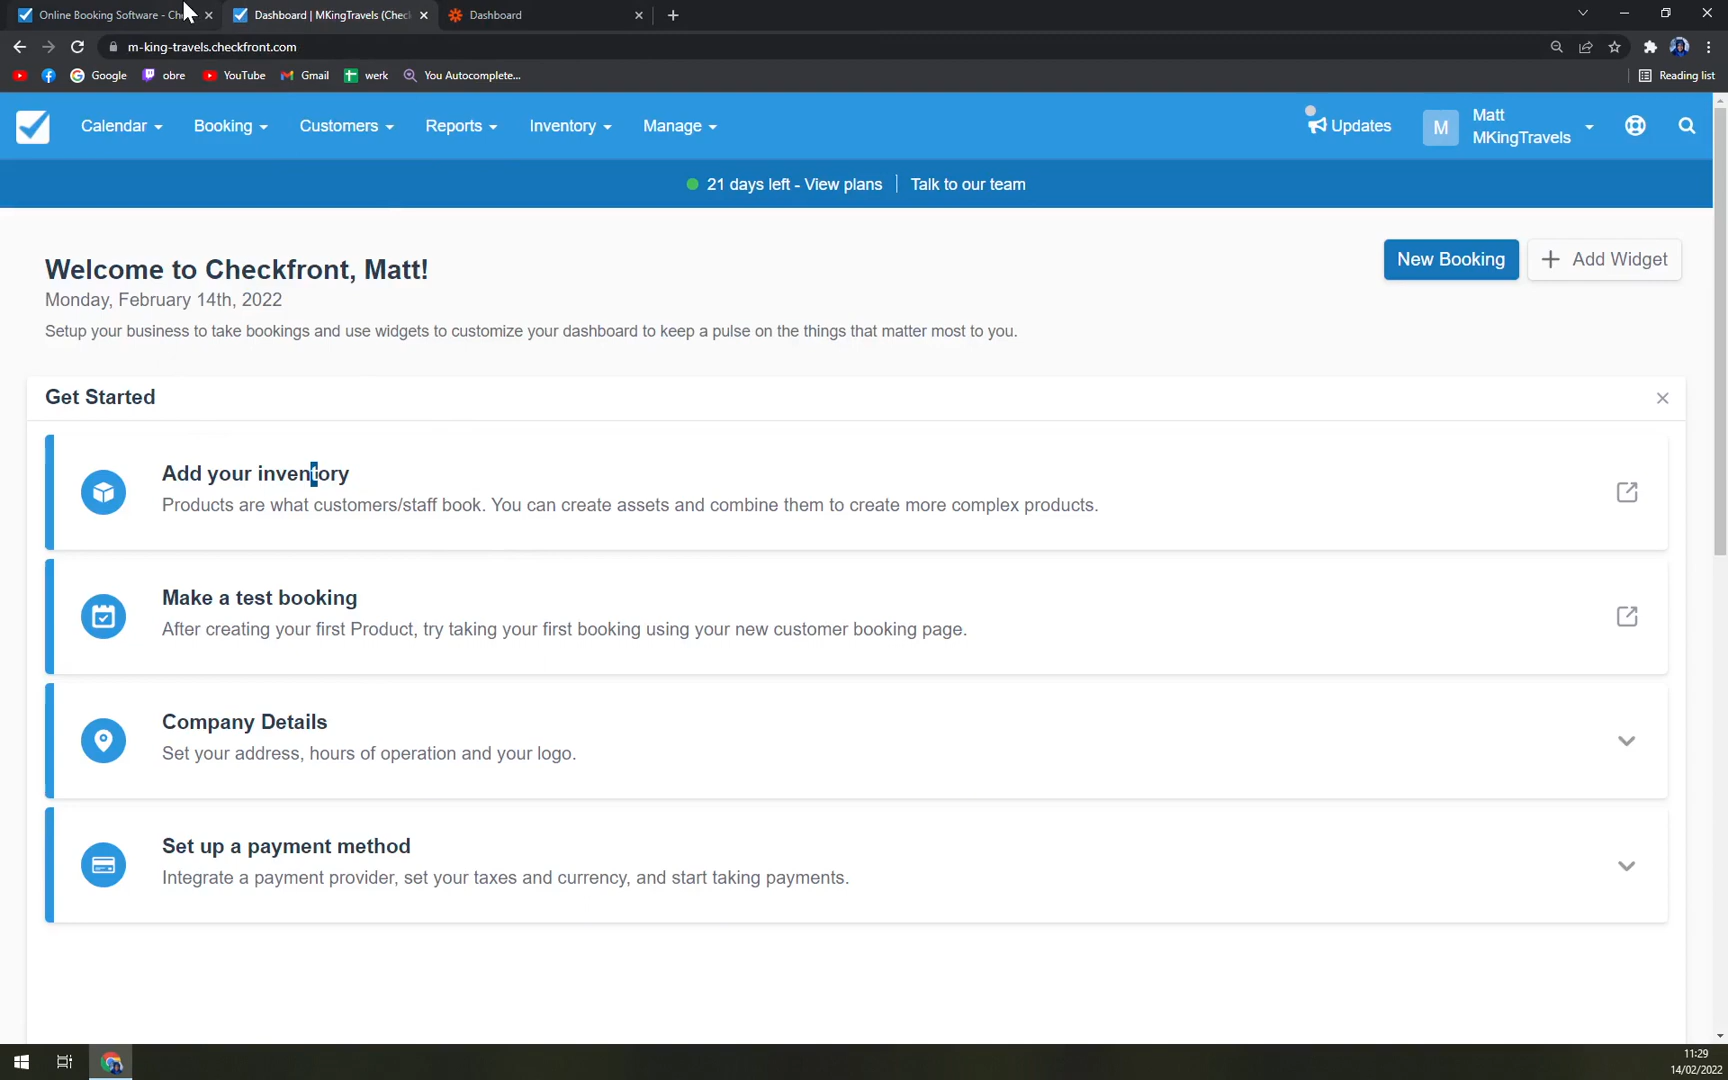 Online Booking Software - Ch
Dashboard | MKingTravels (Chec
Dashboard
m-king-travels.checkfront.com
Google
obre
YouTube
Gmail
werk
You Autocomplete...
Reading list
Calendar
Booking
Customers
Reports
Inventory
Manage
Updates
M
Matt
MKingTravels
21 days left - View plans
Talk to our team
Welcome to Checkfront, Matt!
Monday, February 14th, 2022
Setup your business to take bookings and use widgets to customize your dashboard to keep a pulse on the things that matter most to you.
New Booking
Add Widget
Get Started
Add your inventory
Products are what customers/staff book. You can create assets and combine them to create more complex products.
Make a test booking
After creating your first Product, try taking your first booking using your new customer booking page.
Company Details
Set your address, hours of operation and your logo.
Set up a payment method
Integrate a payment provider, set your taxes and currency, and start taking payments.
11:29
14/02/2022